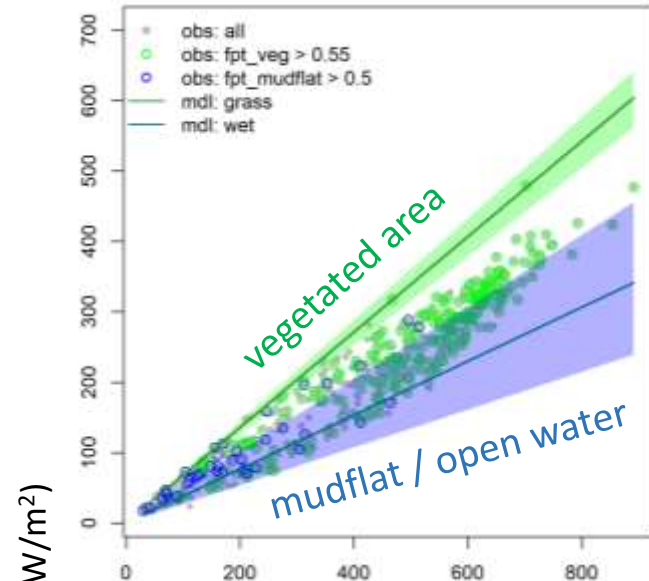 obs: all
obs: fpt_veg > 0.55
obs: fpt_mudflat > 0.5
mdl: grass
mdl: wet
vegetated area
mudflat / open water
700
600
500
400
300
200
100
0
W/m²)
0 200 400 600 800